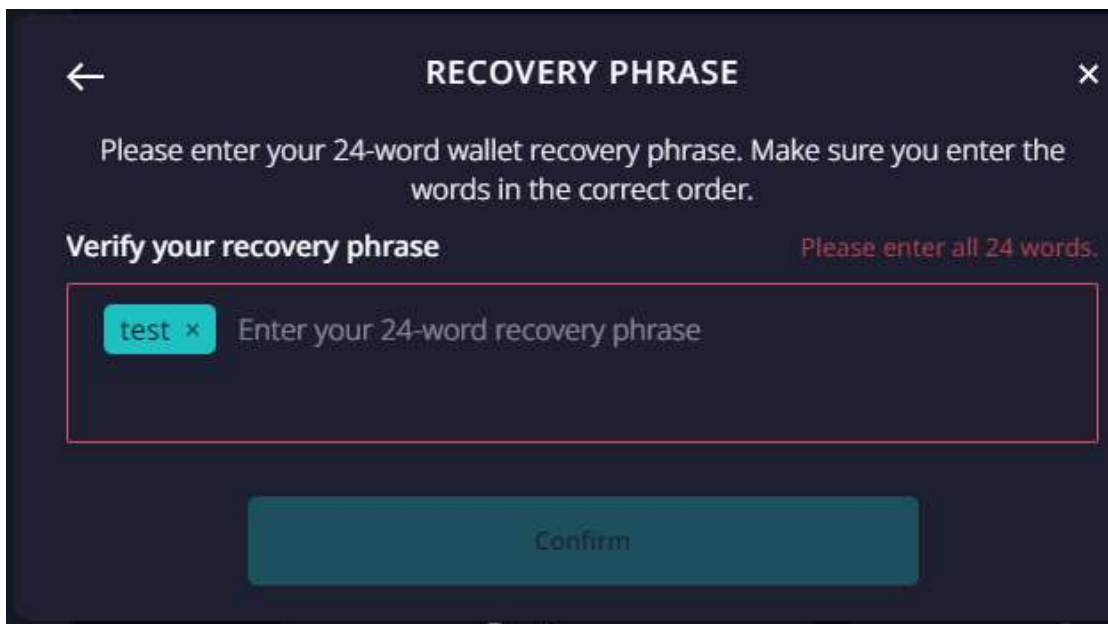 RECOVERY PHRASE
Please enter your 24-word wallet recovery phrase. Make sure you enter the
words in the correct order.
Verify your recovery phrase
Please enter all 24 words.
test × Enter your 24-word recovery phrase
Confirm